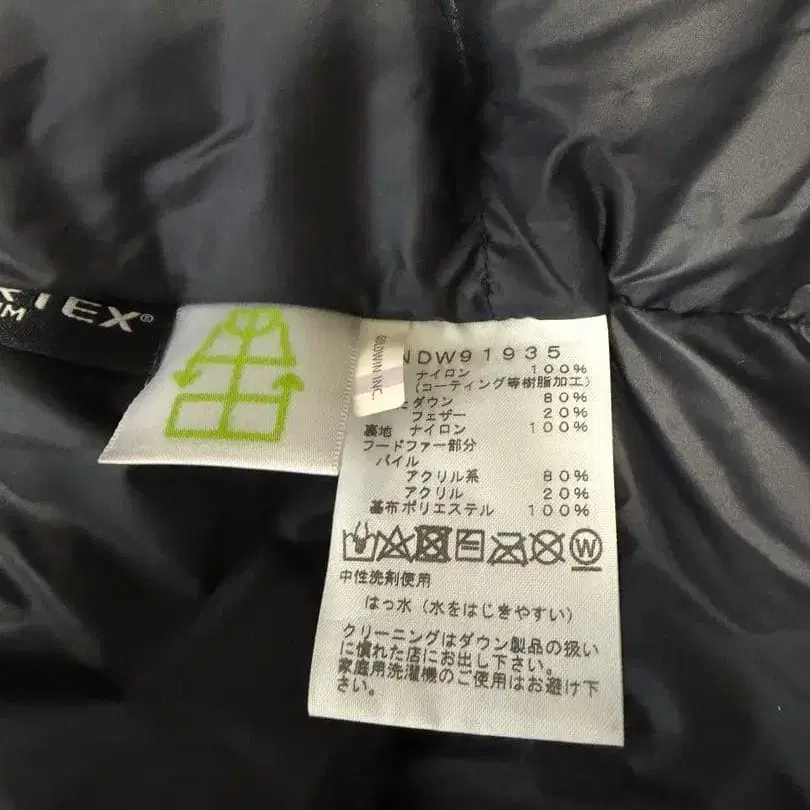 TEX®
GOLDWIN INC.
NDW91935
ナイロン 100%
(コーティング等樹脂加工)
ダウン 80%
フェザー 20%
裏地 ナイロン 100%
フードファー部分
パイル
アクリル系 80%
アクリル 20%
基布ポリエステル 100%
W
中性洗剤使用
はっ水(水をはじきやすい)
クリーニングはダウン製品の扱い
に慣れた店にお出し下さい。
家庭用洗濯機のご使用はお避け下
さい。